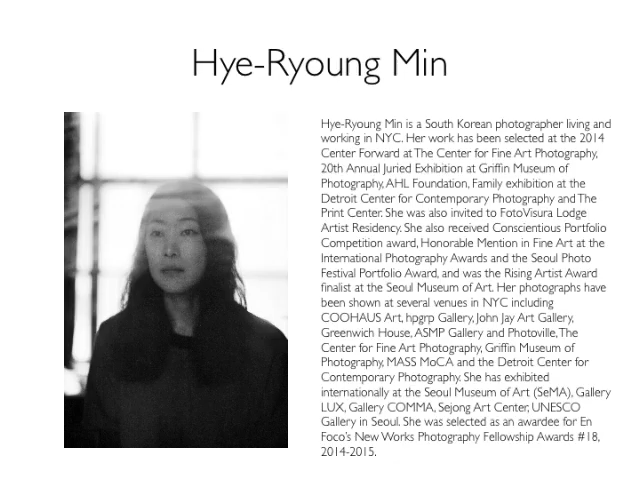 Hye-Ryoung Min
Hye-Ryoung Min is a South Korean photographer living and
working in NYC. Her work has been selected at the 2014
Center Forward at The Center for Fine Art Photography,
20th Annual Juried Exhibition at Griffin Museum of
Photography, AHL Foundation, Family exhibition at the
Detroit Center for Contemporary Photography and The
Print Center. She was also invited to FotoVisura Lodge
Artist Residency. She also received Conscientious Portfolio
Competition award, Honorable Mention in Fine Art at the
International Photography Awards and the Seoul Photo
Festival Portfolio Award, and was the Rising Artist Award
finalist at the Seoul Museum of Art. Her photographs have
been shown at several venues in NYC including
COOHAUS Art, hpgrp Gallery, John Jay Art Gallery,
Greenwich House, ASMP Gallery and Photoville, The
Center for Fine Art Photography, Griffin Museum of
Photography, MASS MoCA and the Detroit Center for
Contemporary Photography. She has exhibited
internationally at the Seoul Museum of Art (SeMA), Gallery
LUX, Gallery COMMA, Sejong Art Center, UNESCO
Gallery in Seoul. She was selected as an awardee for En
Foco's New Works Photography Fellowship Awards #18,
2014-2015.